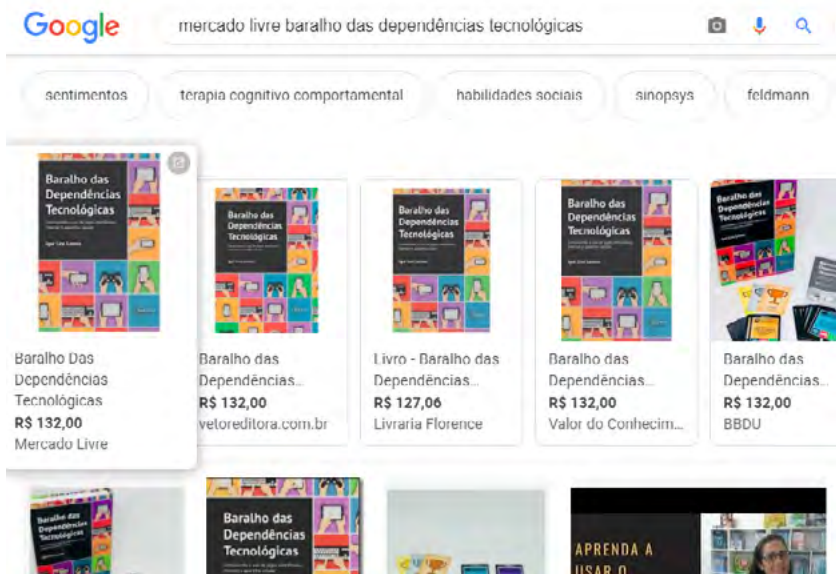 Google
mercado livre baralho das dependências tecnológicas
sentimentos
terapia cognitivo comportamental
habilidades sociais
sinopsys
feldmann
Baralho das
Dependências
Tecnológicas
Baralho Das
Dependências
Tecnológicas
R$ 132,00
Mercado Livre
Baralho das
Dependências
Tecnológicas
Baralho das
Dependências...
R$ 132,00
vetoreditora.com.br
Baralho das
Dependências
Tecnológicas
Livro - Baralho das
Dependências...
R$ 127,06
Livraria Florence
Baralho das
Dependências
Tecnológicas
Baralho das
Dependências...
R$ 132,00
Valor do Conhecim...
Baralho das
Dependências
Tecnológicas
Baralho das
Dependências...
R$ 132,00
BBDU
Baralho das
Dependências
Tecnológicas
Baralho das
Dependências
Tecnológicas
APRENDA A
USAR O